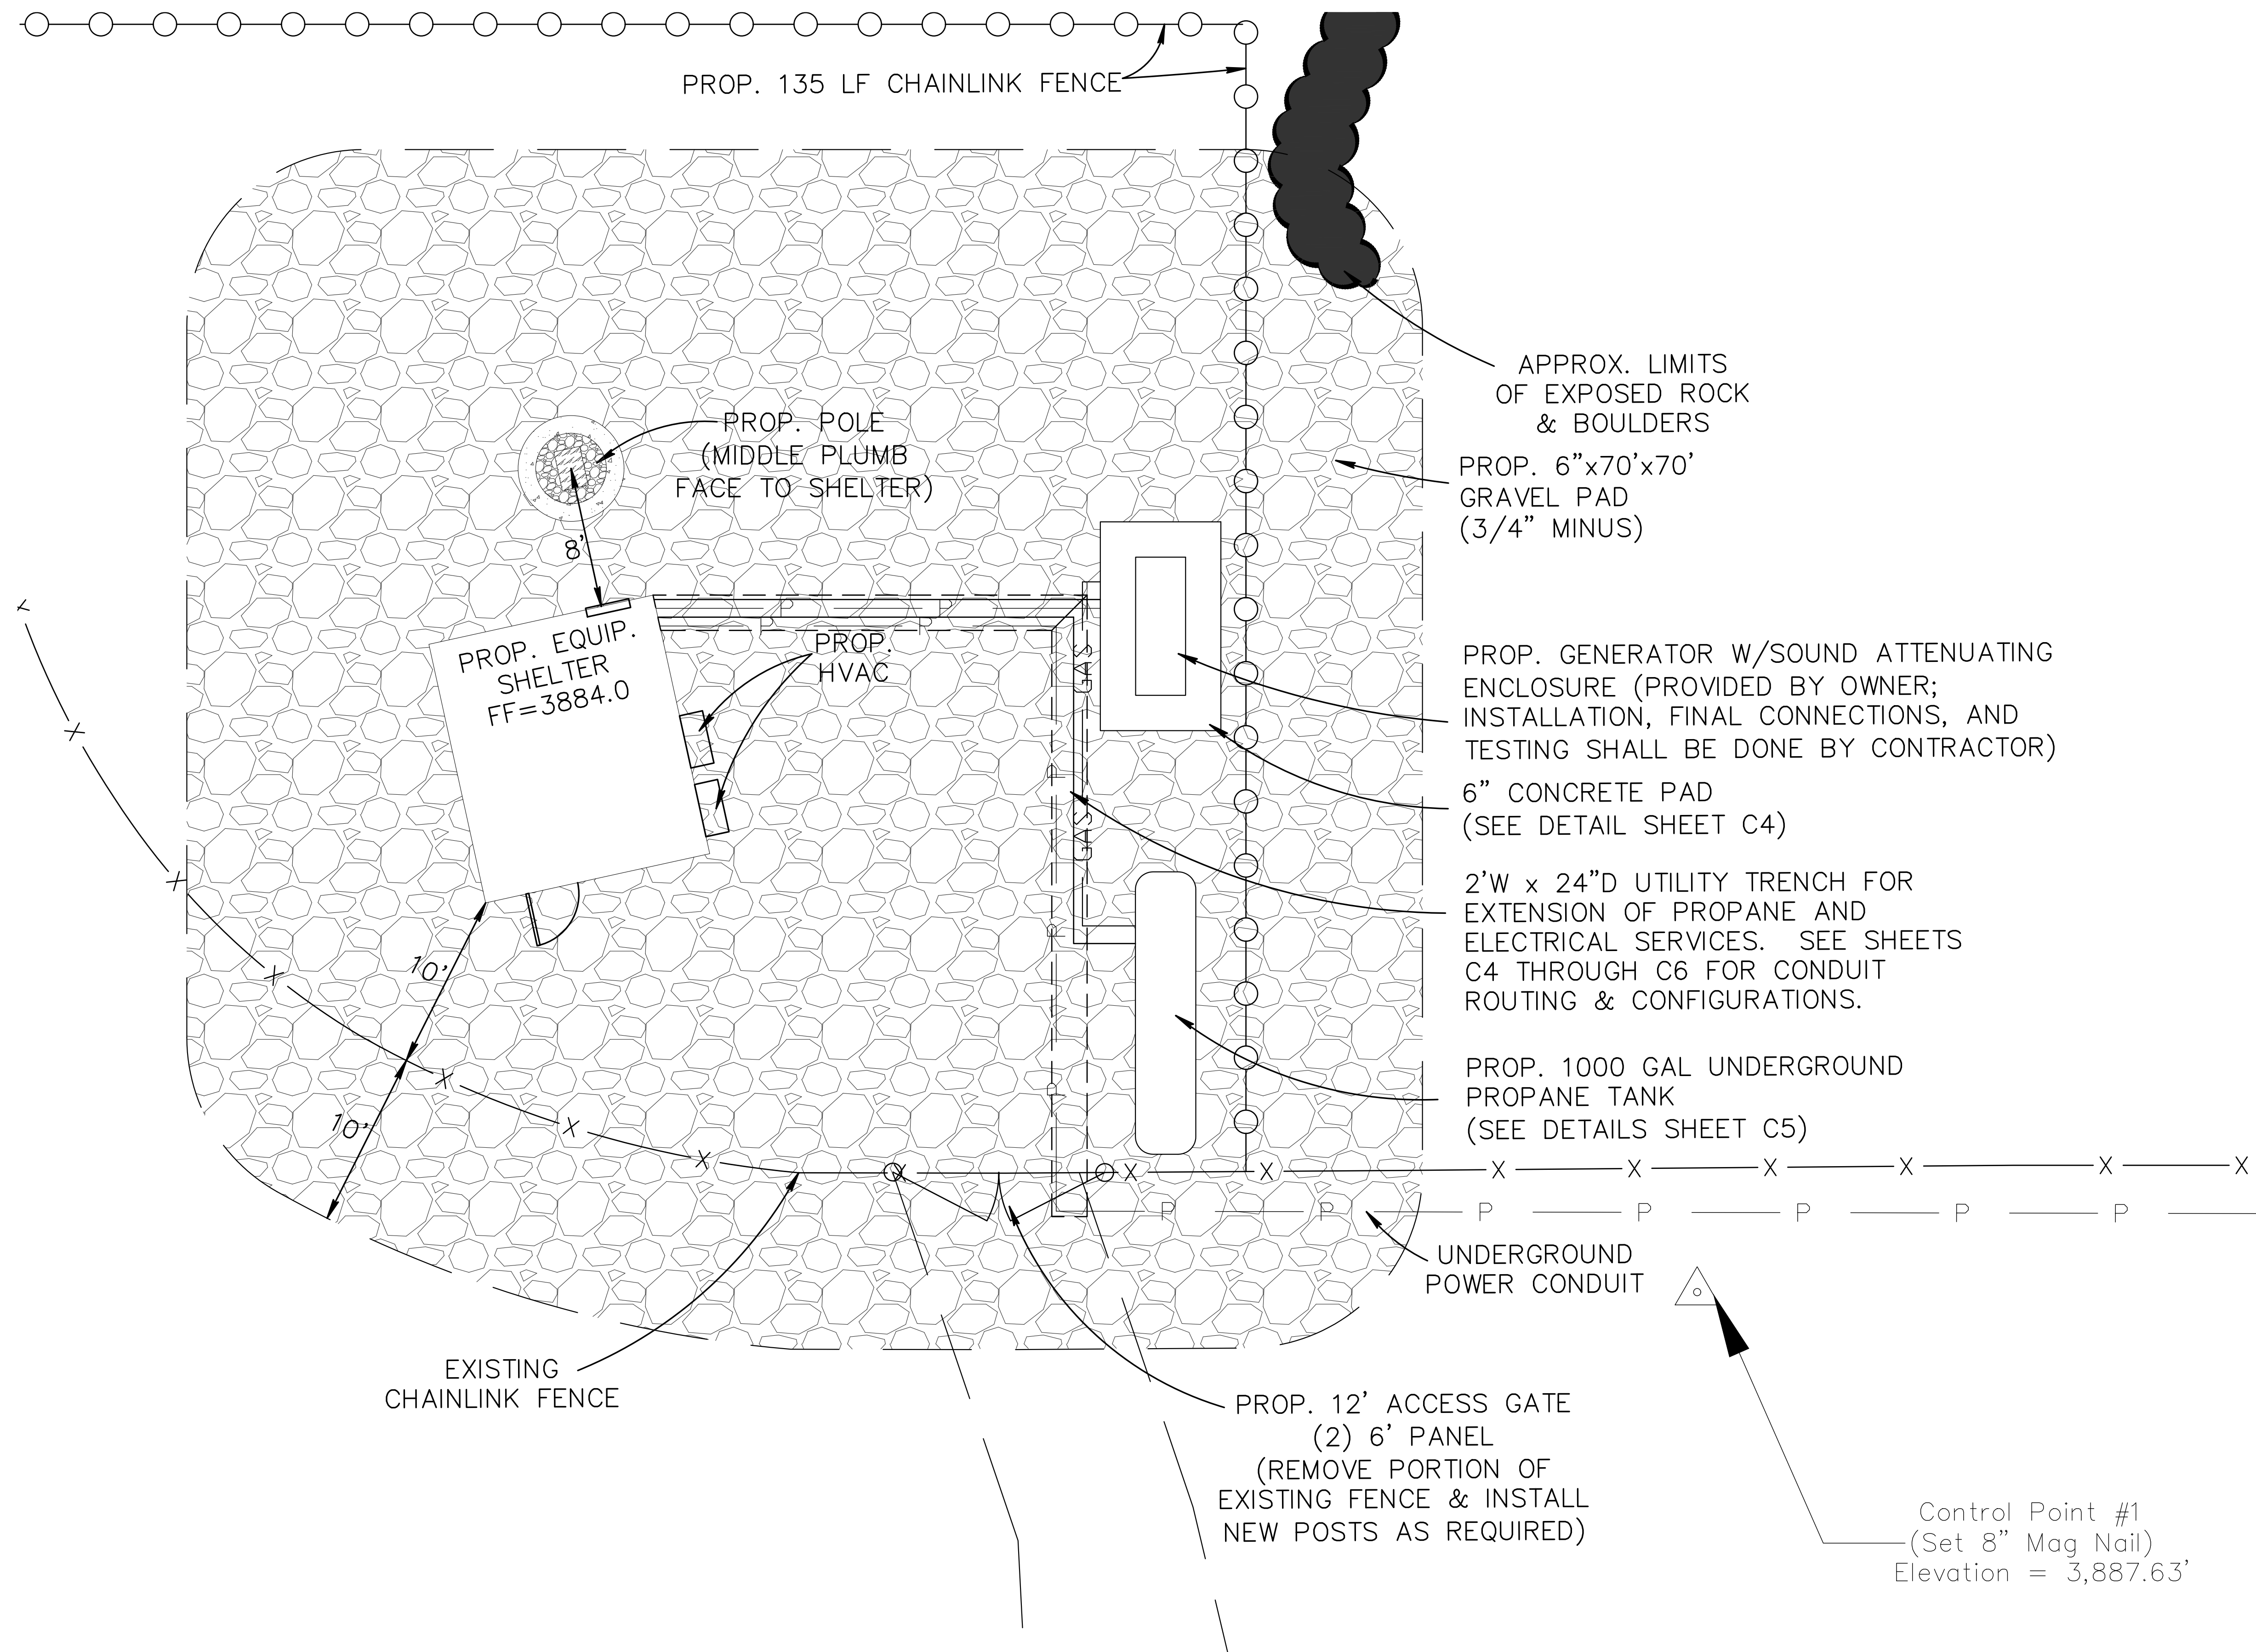 PROP. 135 LF CHAINLINK FENCE
APPROX. LIMITS
OF EXPOSED ROCK
& BOULDERS
PROP. POLE
(MIDDLE PLUMB
FACE TO SHELTER)
PROP. 6"x70'x70'
GRAVEL PAD
(3/4" MINUS)
8'
PROP. EQUIP.
SHELTER
FF=3884.0
P
P
P
P
PROP.
HVAC
GAS
GAS
P
P
P
PROP. GENERATOR W/SOUND ATTENUATING
ENCLOSURE (PROVIDED BY OWNER;
INSTALLATION, FINAL CONNECTIONS, AND
TESTING SHALL BE DONE BY CONTRACTOR)
6" CONCRETE PAD
(SEE DETAIL SHEET C4)
2'W x 24"D UTILITY TRENCH FOR
EXTENSION OF PROPANE AND
ELECTRICAL SERVICES. SEE SHEETS
C4 THROUGH C6 FOR CONDUIT
ROUTING & CONFIGURATIONS.
10'
10'
PROP. 1000 GAL UNDERGROUND
PROPANE TANK
(SEE DETAILS SHEET C5)
X X X X X X X X X X X X X X X
P P P P P P P
UNDERGROUND
POWER CONDUIT
EXISTING
CHAINLINK FENCE
PROP. 12' ACCESS GATE
(2) 6' PANEL
(REMOVE PORTION OF
EXISTING FENCE & INSTALL
NEW POSTS AS REQUIRED)
Control Point #1
(Set 8" Mag Nail)
Elevation = 3,887.63'